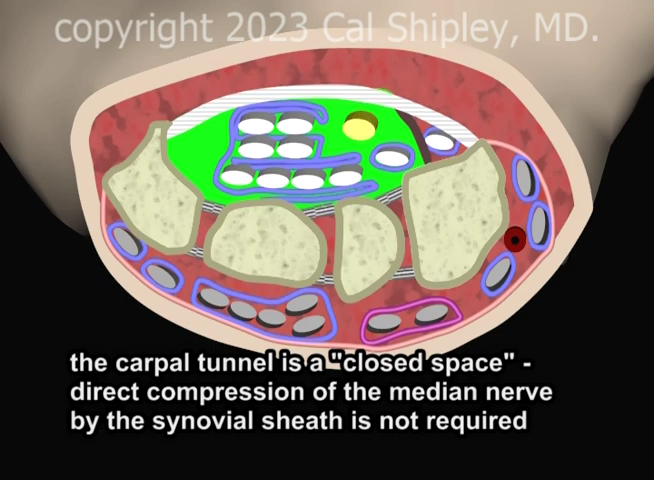 copyright 2023 Cal Shipley, MD.
the carpal tunnel is a "closed space" -
direct compression of the median nerve
by the synovial sheath is not required